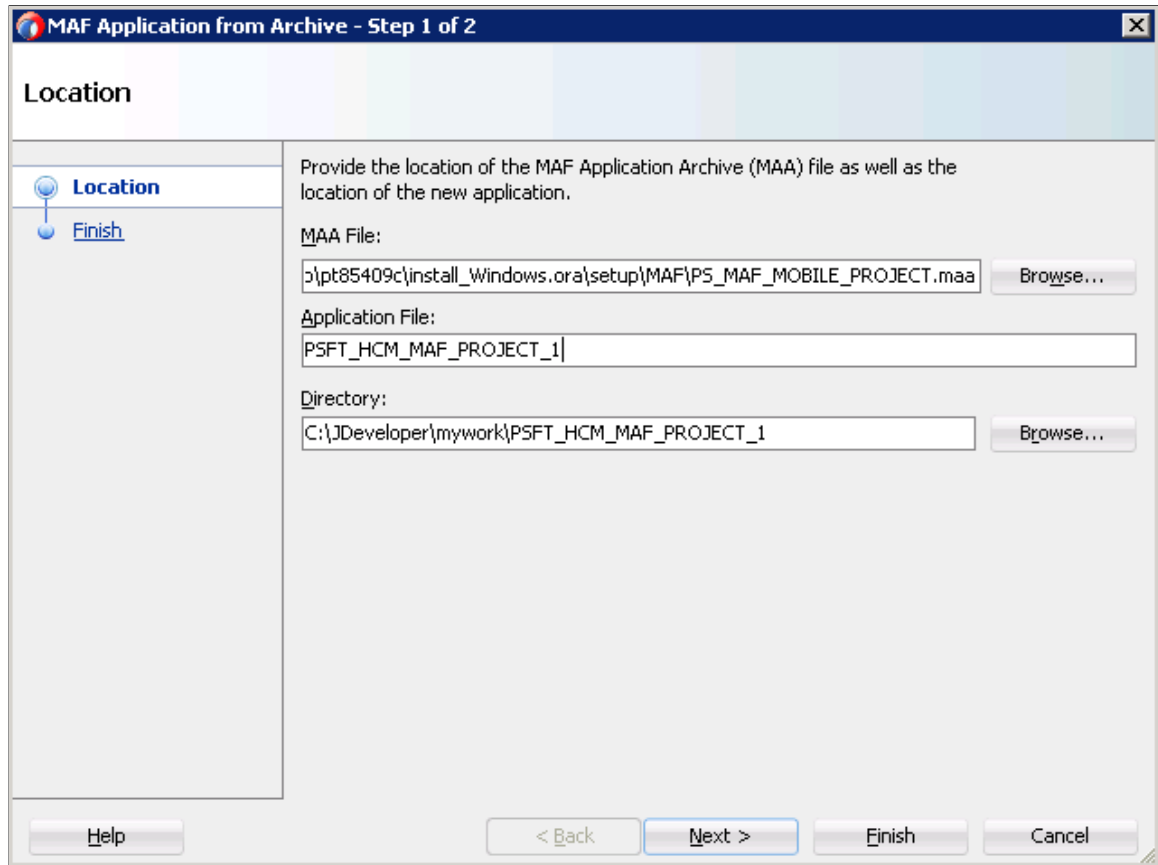 MAF Application from Archive - Step 1 of 2
Location
Location
Finish
Provide the location of the MAF Application Archive (MAA) file as well as the
location of the new application.
MAA File:
\pt85409c\install_Windows.ora\setup\MAF\PS_MAF_MOBILE_PROJECT.maa
Browse...
Application File:
PSFT_HCM_MAF_PROJECT_1
Directory:
C:\JDeveloper\mywork\PSFT_HCM_MAF_PROJECT_1
Browse...
Help
< Back
Next >
Finish
Cancel